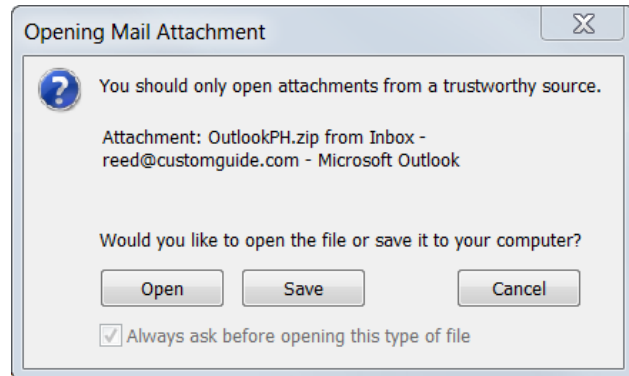 Opening Mail Attachment
You should only open attachments from a trustworthy source.
Attachment: OutlookPH.zip from Inbox -
reed@customguide.com - Microsoft Outlook
Would you like to open the file or save it to your computer?
Open Save Cancel
Always ask before opening this type of file